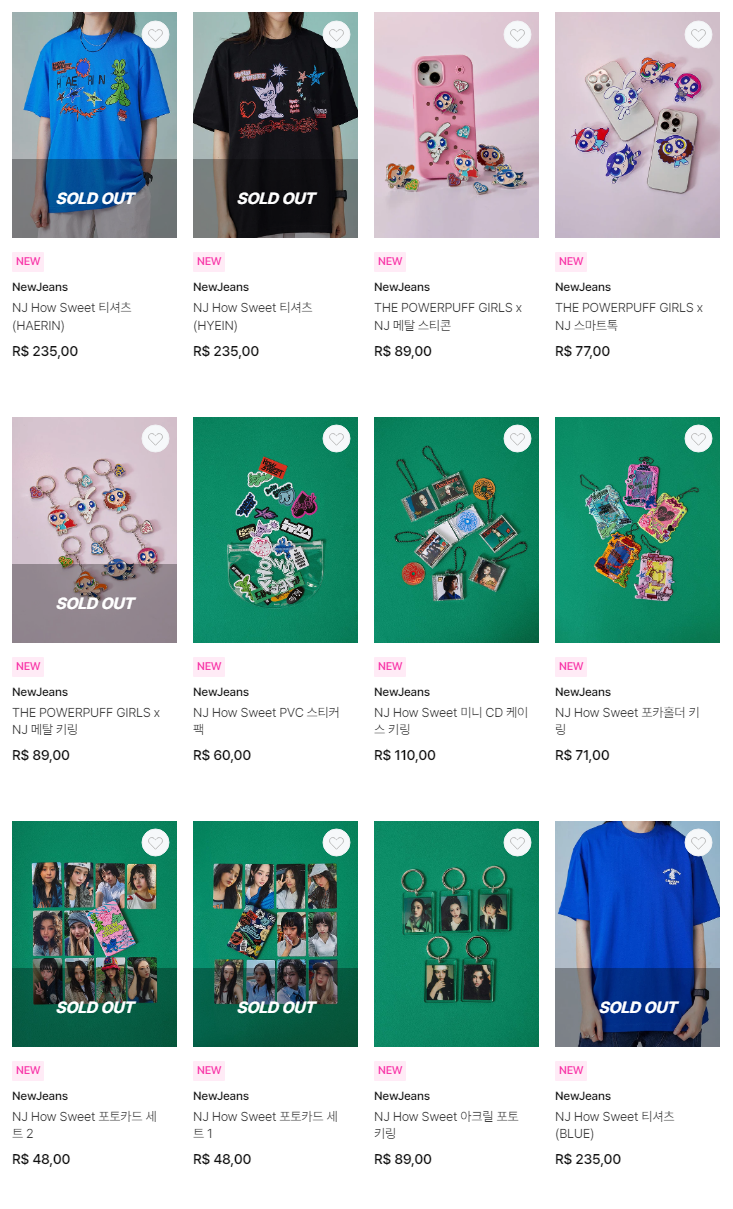 HAE RIN
SOLD OUT
SOLD OUT
NEW
NewJeans
NJ How Sweet 티셔츠
(HAERIN)
R$ 235,00
NEW
NewJeans
NJ How Sweet 티셔츠
(HYEIN)
R$ 235,00
NEW
NewJeans
THE POWERPUFF GIRLS x
NJ 메탈 스티콘
R$ 89,00
NEW
NewJeans
THE POWERPUFF GIRLS x
NJ 스마트톡
R$ 77,00
SOLD OUT
NEW
NewJeans
THE POWERPUFF GIRLS x
NJ 메탈 키링
R$ 89,00
NEW
NewJeans
NJ How Sweet PVC 스티커
팩
R$ 60,00
NEW
NewJeans
NJ How Sweet 미니 CD 케이
스 키링
R$ 110,00
NEW
NewJeans
NJ How Sweet 포카홀더 키
링
R$ 71,00
SOLD OUT
SOLD OUT
SOLD OUT
NEW
NewJeans
NJ How Sweet 포토카드 세
트 2
R$ 48,00
NEW
NewJeans
NJ How Sweet 포토카드 세
트 1
R$ 48,00
NEW
NewJeans
NJ How Sweet 아크릴 포토
키링
R$ 89,00
NEW
NewJeans
NJ How Sweet 티셔츠
(BLUE)
R$ 235,00